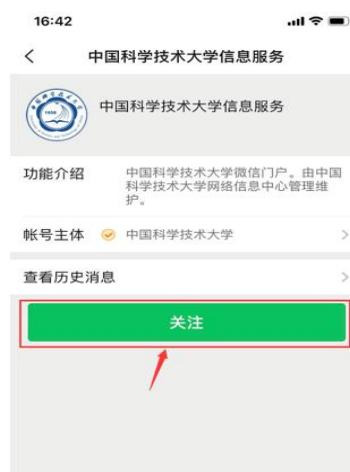 16:42
中国科学技术大学信息服务
中国科学技术大学信息服务
功能介绍
中国科学技术大学微信门户。由中国
科学技术大学网络信息中心管理维
护。
帐号主体 中国科学技术大学
查看历史消息
关注